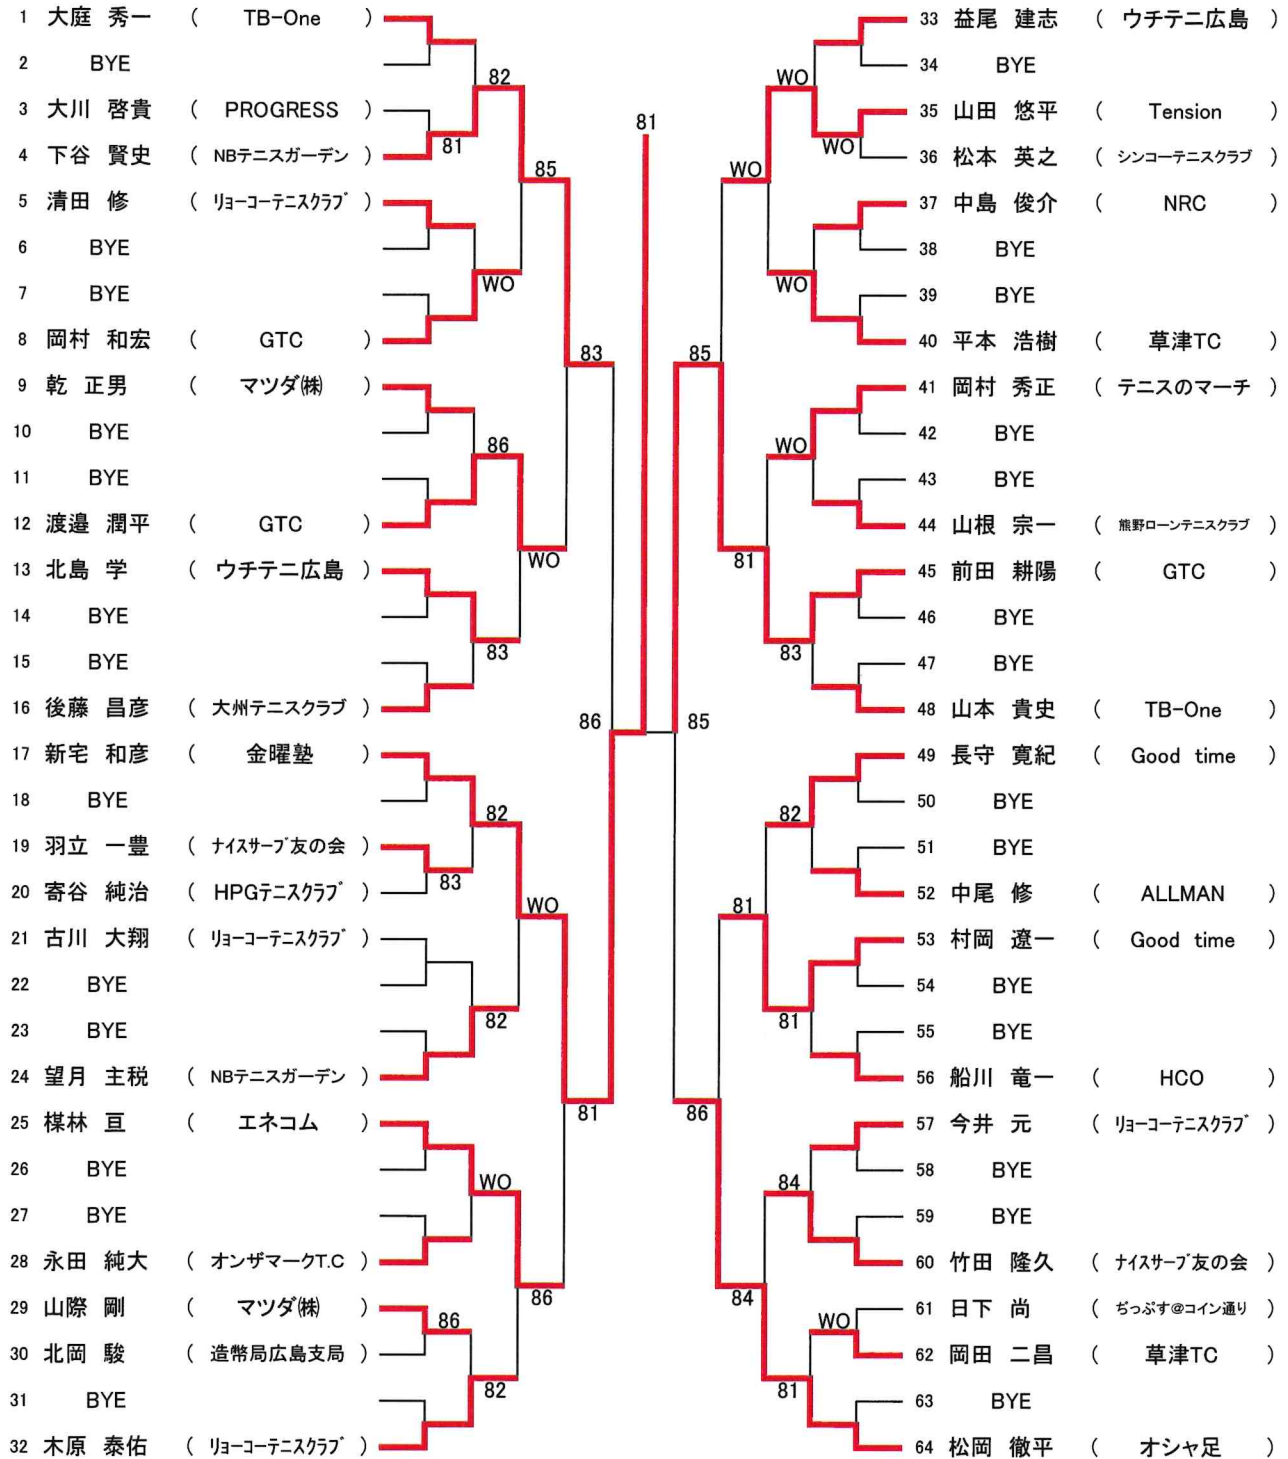 1 大庭 秀一 ( TB-One )
2 BYE
82
3 大川 啓貴 ( PROGRESS )
81
4 下谷 賢史 ( NBテニスガーデン )
85
5 清田 修 ( リョーコーテニスクラブ )
6 BYE
WO
7 BYE
8 岡村 和宏 ( GTC )
83
9 乾 正男 ( マツダ㈱ )
10 BYE
86
11 BYE
12 渡邉 潤平 ( GTC )
WO
13 北島 学 ( ウチテニ広島 )
14 BYE
83
15 BYE
16 後藤 昌彦 ( 大州テニスクラブ )
86
17 新宅 和彦 ( 金曜塾 )
18 BYE
82
19 羽立 一豊 ( ナイスサーブ友の会 )
83
20 寄谷 純治 ( HPGテニスクラブ )
WO
21 古川 大翔 ( リョーコーテニスクラブ )
22 BYE
82
23 BYE
24 望月 主税 ( NBテニスガーデン )
81
25 楳林 亘 ( エネコム )
26 BYE
WO
27 BYE
28 永田 純大 ( オンザマークT.C )
86
29 山際 剛 ( マツダ㈱ )
86
30 北岡 駿 ( 造幣局広島支局 )
82
31 BYE
32 木原 泰佑 ( リョーコーテニスクラブ )
81
33 益尾 建志 ( ウチテニ広島 )
34 BYE
WO
35 山田 悠平 ( Tension )
WO
36 松本 英之 ( シンコーテニスクラブ )
WO
37 中島 俊介 ( NRC )
38 BYE
WO
39 BYE
40 平本 浩樹 ( 草津TC )
85
41 岡村 秀正 ( テニスのマーチ )
42 BYE
WO
43 BYE
44 山根 宗一 ( 熊野ローンテニスクラブ )
81
45 前田 耕陽 ( GTC )
46 BYE
83
47 BYE
48 山本 貴史 ( TB-One )
85
49 長守 寛紀 ( Good time )
50 BYE
82
51 BYE
52 中尾 修 ( ALLMAN )
81
53 村岡 遼一 ( Good time )
54 BYE
81
55 BYE
56 船川 竜一 ( HCO )
86
57 今井 元 ( リョーコーテニスクラブ )
58 BYE
84
59 BYE
60 竹田 隆久 ( ナイスサーブ友の会 )
84
61 日下 尚 ( ぢっぷす@コイン通り )
WO
62 岡田 二昌 ( 草津TC )
81
63 BYE
64 松岡 徹平 ( オシャ足 )